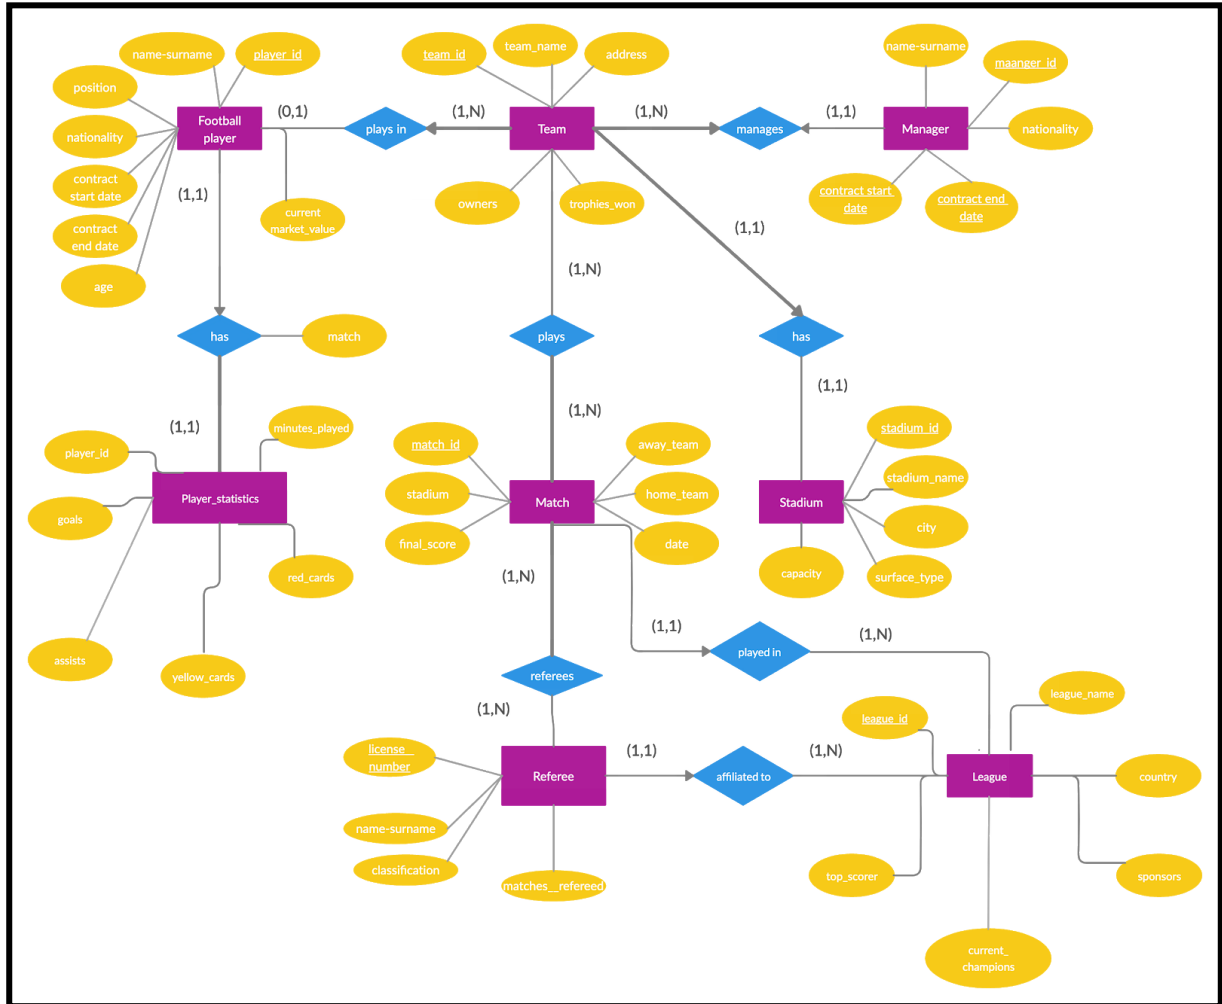 name-surname
player_id
position
nationality
contract
start date
contract
end date
age
Football
player
(0,1)
current
market_value
plays in
(1,N)
team_id
team_name
address
Team
owners
trophies_won
(1,N)
manages
(1,1)
name-surname
maanger_id
Manager
nationality
contract start
date
contract end
date
(1,1)
(1,1)
(1,N)
has
match
plays
has
(1,1)
(1,N)
(1,1)
player_id
minutes_played
Player_statistics
goals
red_cards
assists
yellow_cards
match_id
stadium
final_score
Match
away_team
home_team
date
stadium_id
stadium_name
Stadium
city
surface_type
capacity
(1,N)
(1,1)
played in
(1,N)
referees
(1,N)
license_
number
Referee
name-surname
classification
matches__refereed
(1,1)
affiliated to
(1,N)
league_id
league_name
League
country
top_scorer
sponsors
current_
champions